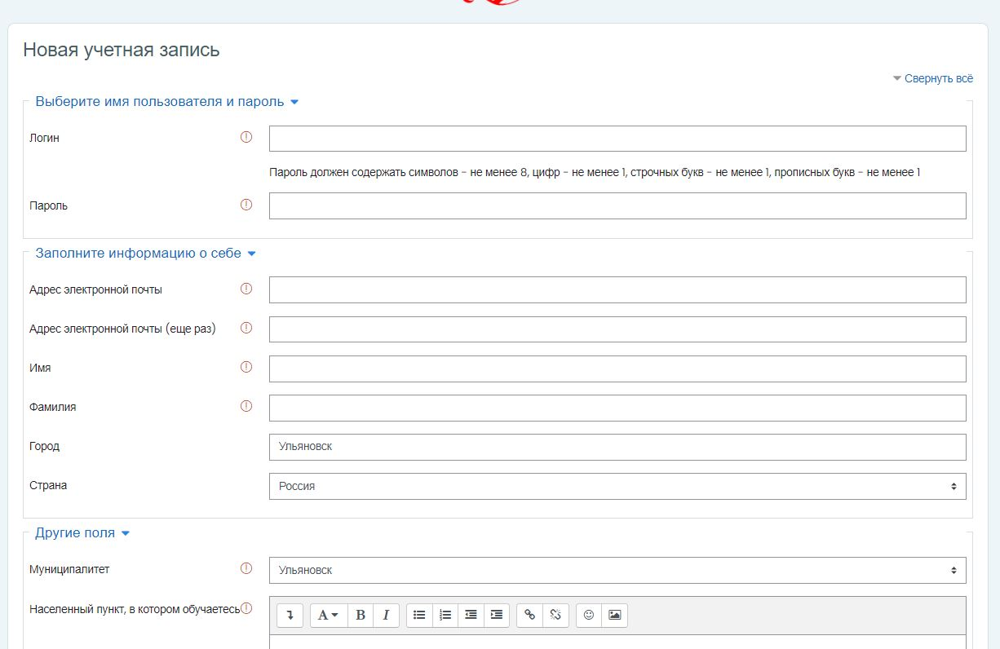 Новая учетная запись
Свернуть всё
Выберите имя пользователя и пароль
Логин
Пароль должен содержать символов - не менее 8, цифр - не менее 1, строчных букв - не менее 1, прописных букв - не менее 1
Пароль
Заполните информацию о себе
Адрес электронной почты
Адрес электронной почты (еще раз)
Имя
Фамилия
Город Ульяновск
Страна Россия
Другие поля
Муниципалитет Ульяновск
Населенный пункт, в котором обучаетесь
A B I